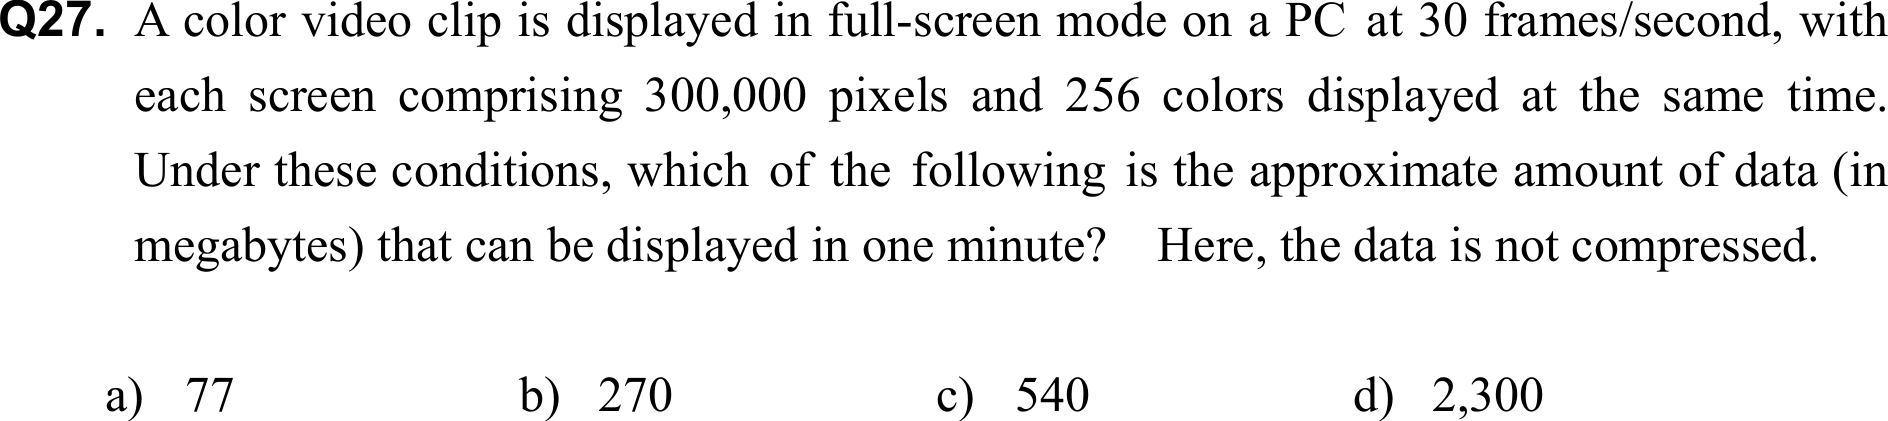 Q27. A color video clip is displayed in full-screen mode on a PC at 30 frames/second, with
each screen comprising 300,000 pixels and 256 colors displayed at the same time.
Under these conditions, which of the following is the approximate amount of data (in
megabytes) that can be displayed in one minute? Here, the data is not compressed.
a) 77 b) 270 c) 540 d) 2,300